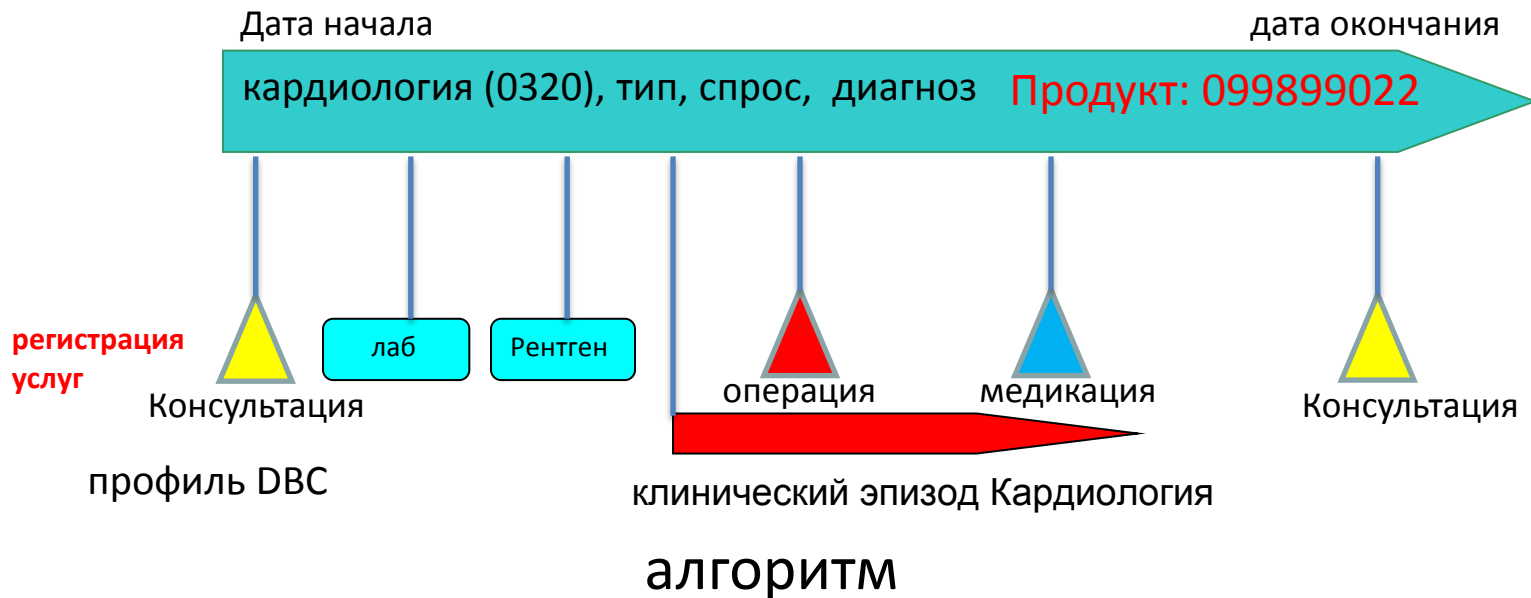 Дата начала
дата окончания
кардиология (0320), тип, спрос, диагноз
Продукт: 099899022
регистрация
услуг
лаб
Рентген
Консультация
операция
медикация
Консультация
профиль DBC
клинический эпизод Кардиология
алгоритм